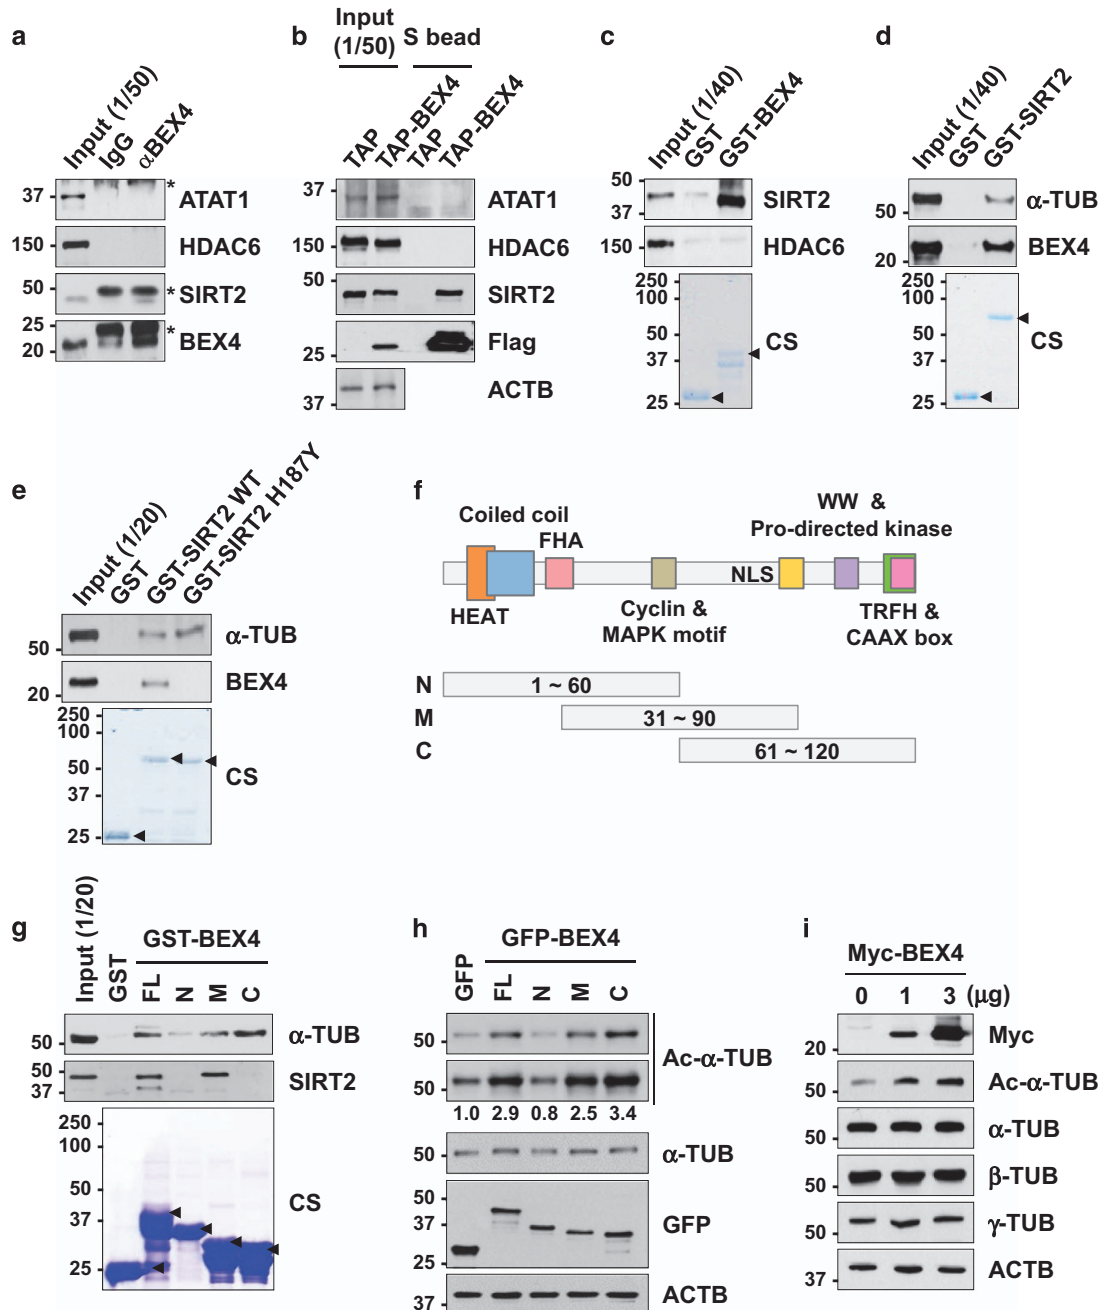 a
Input (1/50)
IgG
αBEX4
37
*
ATAT1
150
HDAC6
50
*
SIRT2
25
*
20
BEX4
b
Input
(1/50)
S bead
TAP
TAP-BEX4
TAP
TAP-BEX4
37
ATAT1
150
HDAC6
50
SIRT2
25
Flag
37
ACTB
c
Input (1/40)
GST
GST-BEX4
50
37
SIRT2
150
HDAC6
250
100
50
37
25
CS
d
Input (1/40)
GST
GST-SIRT2
50
α-TUB
20
BEX4
250
100
50
37
25
CS
e
Input (1/20)
GST
GST-SIRT2 WT
GST-SIRT2 H187Y
50
α-TUB
20
BEX4
250
100
50
37
25
CS
f
Coiled coil
FHA
WW &
Pro-directed kinase
NLS
HEAT
Cyclin &
MAPK motif
TRFH &
CAAX box
N
1 ~ 60
M
31 ~ 90
C
61 ~ 120
g
Input (1/20)
GST
GST-BEX4
FL
N
M
C
50
α-TUB
50
37
SIRT2
250
100
50
37
25
CS
h
GFP
GFP-BEX4
FL
N
M
C
50
50
Ac-α-TUB
1.0 2.9 0.8 2.5 3.4
50
α-TUB
50
37
25
GFP
37
ACTB
i
Myc-BEX4
0 1 3 (μg)
20
Myc
50
Ac-α-TUB
50
α-TUB
50
β-TUB
50
γ-TUB
37
ACTB